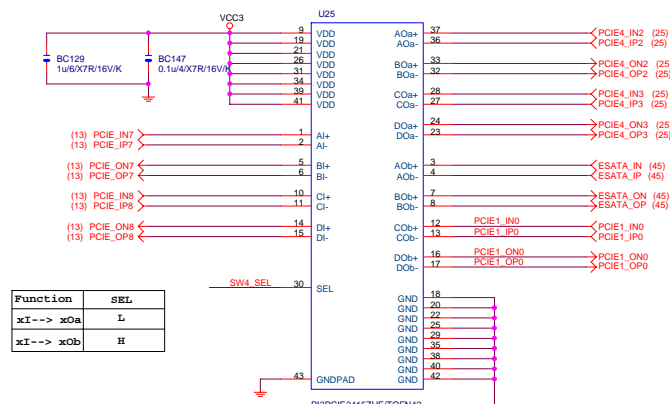 U25
VCC3
BC129
1u/6/X7R/16V/K
BC147
0.1u/4/X7R/16V/K
9 VDD
19 VDD
21 VDD
26 VDD
31 VDD
34 VDD
39 VDD
41 VDD
(13) PCIE_IN7 1 AI+
(13) PCIE_IP7 2 AI-
(13) PCIE_ON7 5 BI+
(13) PCIE_OP7 6 BI-
(13) PCIE_IN8 10 CI+
(13) PCIE_IP8 11 CI-
(13) PCIE_ON8 14 DI+
(13) PCIE_OP8 15 DI-
SW4_SEL 30 SEL
43 GNDPAD
AOa+ 37 PCIE4_IN2 (25)
AOa- 36 PCIE4_IP2 (25)
BOa+ 33 PCIE4_ON2 (25)
BOa- 32 PCIE4_OP2 (25)
COa+ 28 PCIE4_IN3 (25)
COa- 27 PCIE4_IP3 (25)
DOa+ 24 PCIE4_ON3 (25)
DOa- 23 PCIE4_OP3 (25)
AOb+ 3 ESATA_IN (45)
AOb- 4 ESATA_IP (45)
BOb+ 7 ESATA_ON (45)
BOb- 8 ESATA_OP (45)
COb+ 12 PCIE1_IN0 PCIE1_IN0
COb- 13 PCIE1_IP0 PCIE1_IP0
DOb+ 16 PCIE1_ON0 PCIE1_ON0
DOb- 17 PCIE1_OP0 PCIE1_OP0
GND 18
GND 20
GND 22
GND 25
GND 29
GND 35
GND 38
GND 40
GND 42
Function SEL
xI--> xOa L
xI--> xOb H